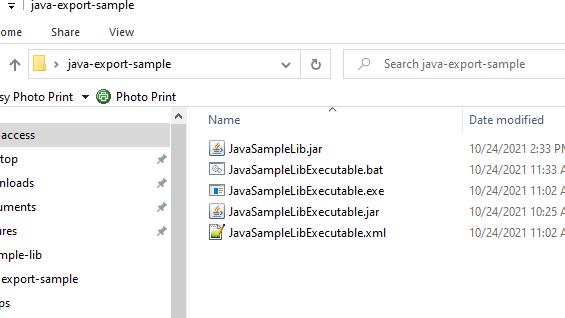 java-export-sample
Home Share View
java-export-sample Search java-export-sample
sy Photo Print Photo Print
access Name Date modified
top JavaSampleLib.jar 10/24/2021 2:33 PM
nloads JavaSampleLibExecutable.bat 10/24/2021 11:33 A
uments JavaSampleLibExecutable.exe 10/24/2021 11:02 A
ures JavaSampleLibExecutable.jar 10/24/2021 10:25 A
mple-lib JavaSampleLibExecutable.xml 10/24/2021 11:02 A
export-sample
ps